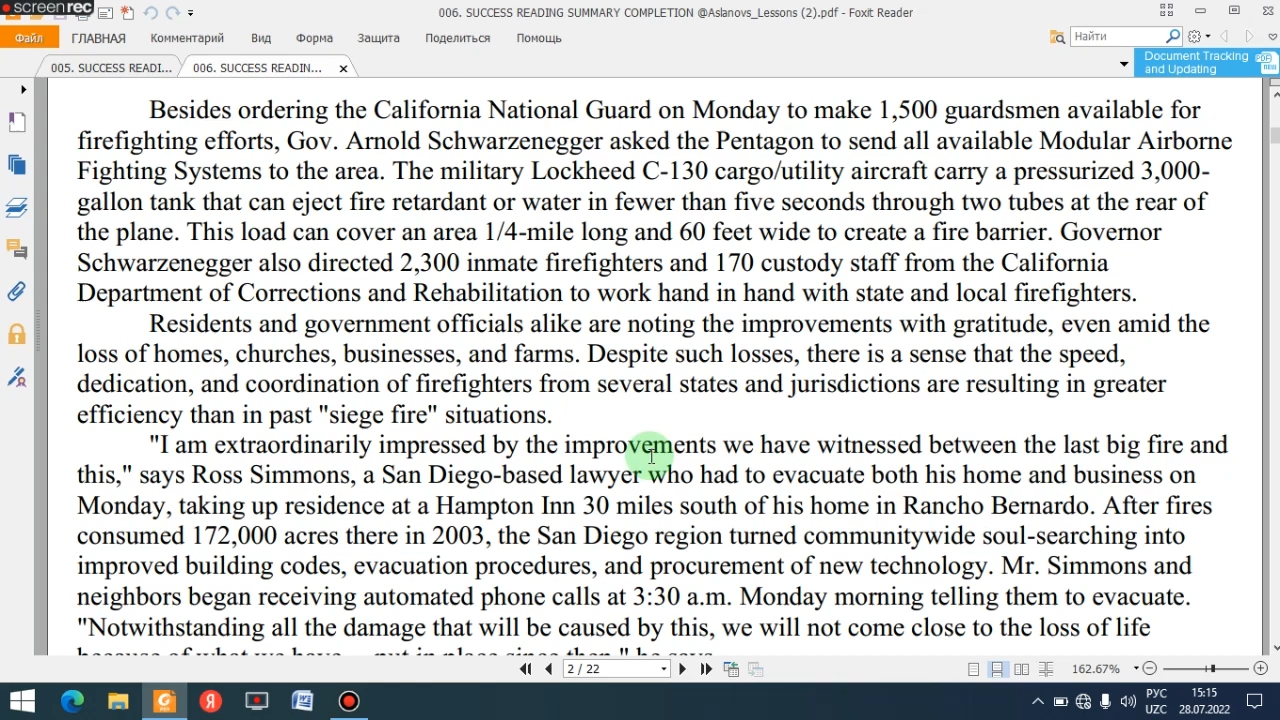 screenrec
006. SUCCESS READING SUMMARY COMPLETION @Aslanovs_Lessons (2).pdf - Foxit Reader
Файл ГЛАВНАЯ Комментарий Вид Форма Защита Поделиться Помощь
Найти
005. SUCCESS READI... 006. SUCCESS READIN...
Document Tracking
and Updating
Besides ordering the California National Guard on Monday to make 1,500 guardsmen available for
firefighting efforts, Gov. Arnold Schwarzenegger asked the Pentagon to send all available Modular Airborne
Fighting Systems to the area. The military Lockheed C-130 cargo/utility aircraft carry a pressurized 3,000-
gallon tank that can eject fire retardant or water in fewer than five seconds through two tubes at the rear of
the plane. This load can cover an area 1/4-mile long and 60 feet wide to create a fire barrier. Governor
Schwarzenegger also directed 2,300 inmate firefighters and 170 custody staff from the California
Department of Corrections and Rehabilitation to work hand in hand with state and local firefighters.
Residents and government officials alike are noting the improvements with gratitude, even amid the
loss of homes, churches, businesses, and farms. Despite such losses, there is a sense that the speed,
dedication, and coordination of firefighters from several states and jurisdictions are resulting in greater
efficiency than in past "siege fire" situations.
"I am extraordinarily impressed by the improvements we have witnessed between the last big fire and
this," says Ross Simmons, a San Diego-based lawyer who had to evacuate both his home and business on
Monday, taking up residence at a Hampton Inn 30 miles south of his home in Rancho Bernardo. After fires
consumed 172,000 acres there in 2003, the San Diego region turned communitywide soul-searching into
improved building codes, evacuation procedures, and procurement of new technology. Mr. Simmons and
neighbors began receiving automated phone calls at 3:30 a.m. Monday morning telling them to evacuate.
"Notwithstanding all the damage that will be caused by this, we will not come close to the loss of life
because of what we have... put in place since then," he says.
2 / 22
162.67%
РУС 15:15
UZC 28.07.2022